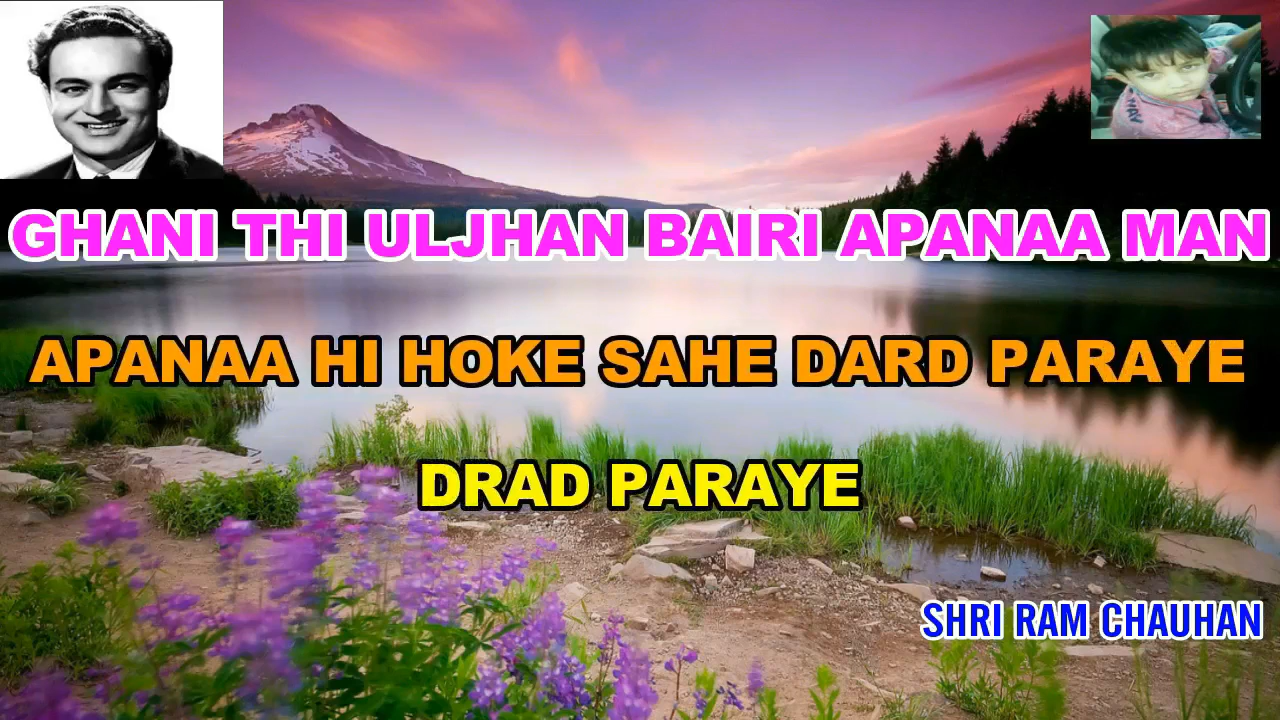 GHANI THI ULJHAN BAIRI APANAA MAN
APANAA HI HOKE SAHE DARD PARAYE
DRAD PARAYE
SHRI RAM CHAUHAN